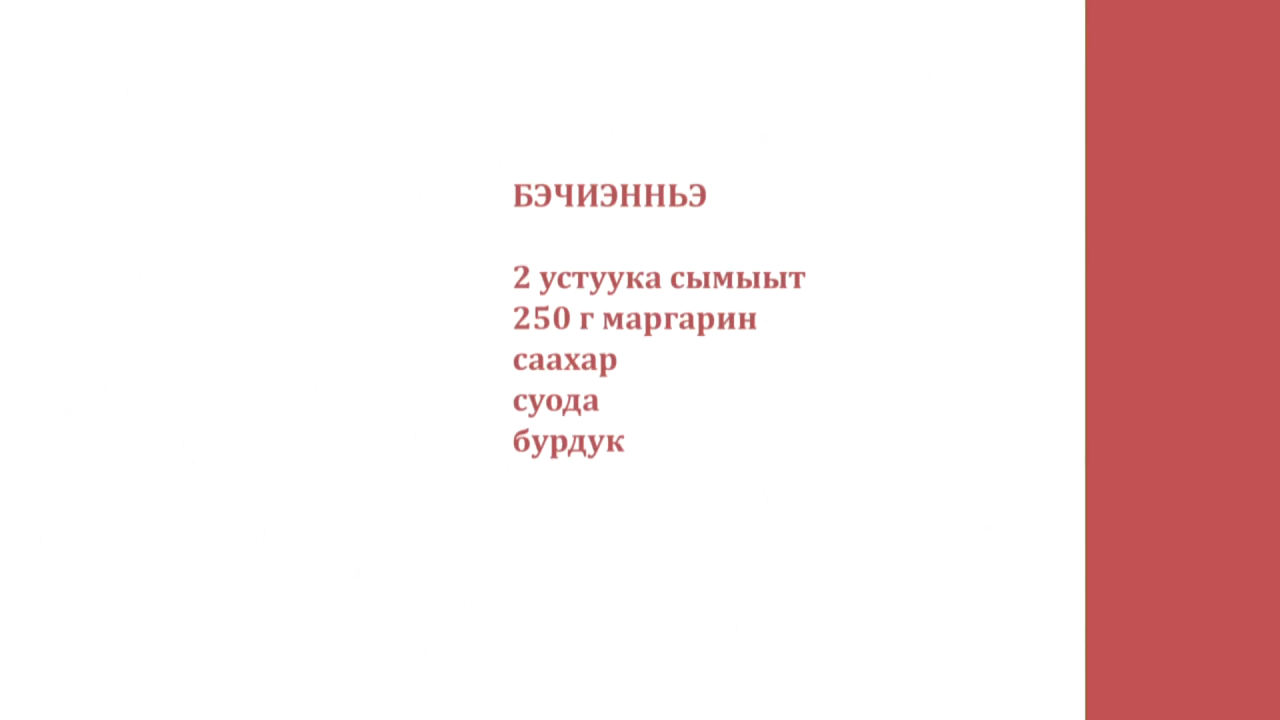 БЭЧИЭННЬЭ
2 устуука сымыыт
250 г маргарин
саахар
суода
бурдук